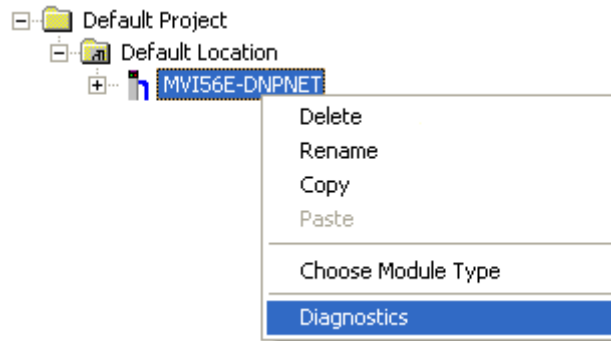 Default Project
Default Location
MVI56E-DNPNET
Delete
Rename
Copy
Paste
Choose Module Type
Diagnostics